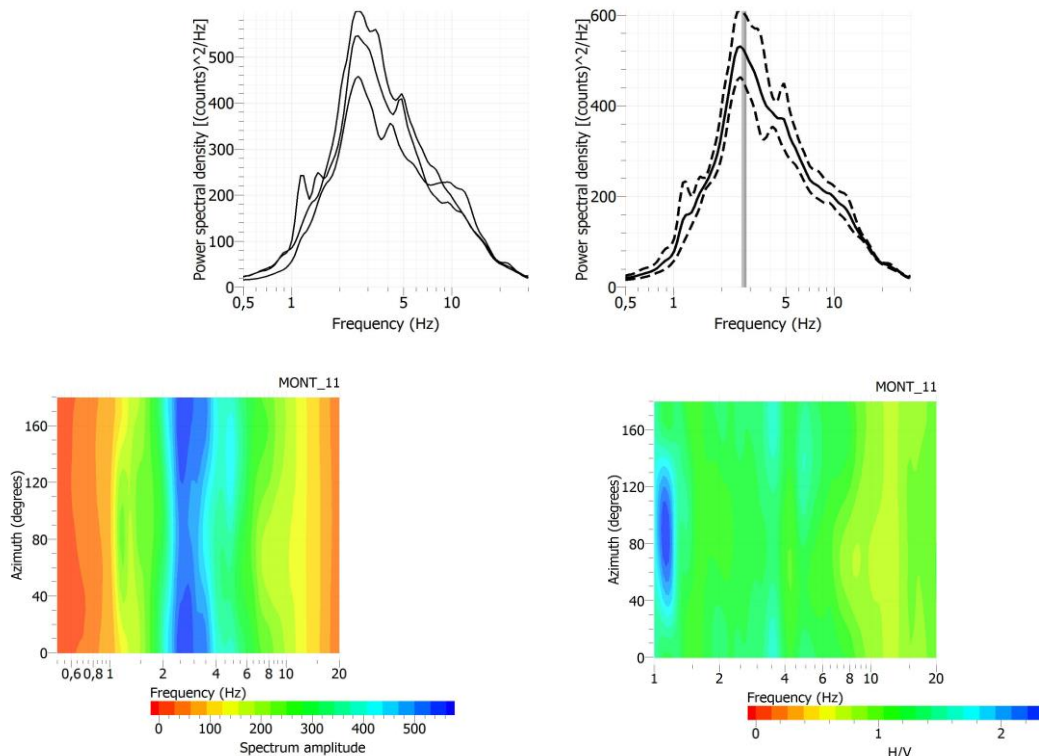 Power spectral density [(counts)^2/Hz]
500
400
300
200
100
0
0,5 1 5 10
Frequency (Hz)
Power spectral density [(counts)^2/Hz]
600
400
200
0
0,5 1 5 10
Frequency (Hz)
MONT_11
Azimuth (degrees)
160
120
80
40
0
0,6 0,8 1 2 4 6 8 10 20
Frequency (Hz)
0 100 200 300 400 500
Spectrum amplitude
MONT_11
Azimuth (degrees)
160
120
80
40
0
1 2 4 6 8 10 20
Frequency (Hz)
0 1 2
H/V